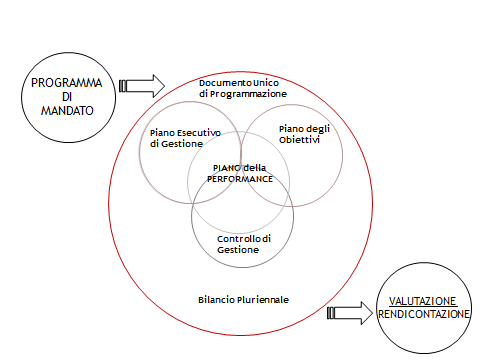 PROGRAMMA
DI
MANDATO
Documento Unico
di Programmazione
Piano Esecutivo
di Gestione
Piano degli
Obiettivi
PIANO della
PERFORMANCE
Controllo di
Gestione
Bilancio Pluriennale
VALUTAZIONE
RENDICONTAZIONE